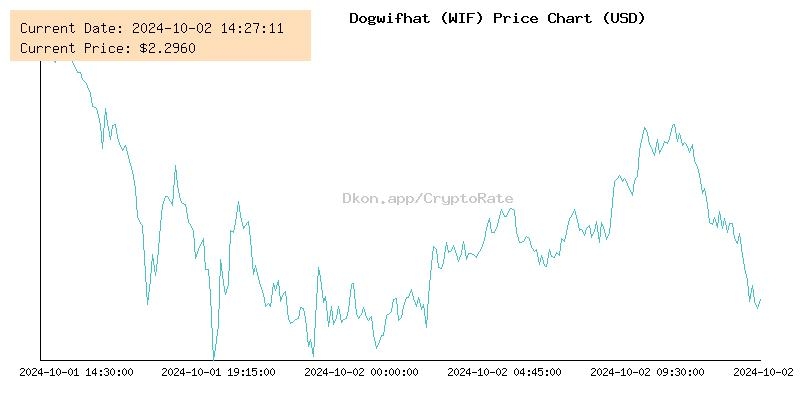 Dogwifhat (WIF) Price Chart (USD)
Current Date: 2024-10-02 14:27:11
Current Price: $2.2960
Dkon.app/CryptoRate
2024-10-01 14:30:00 2024-10-01 19:15:00 2024-10-02 00:00:00 2024-10-02 04:45:00 2024-10-02 09:30:00 2024-10-02